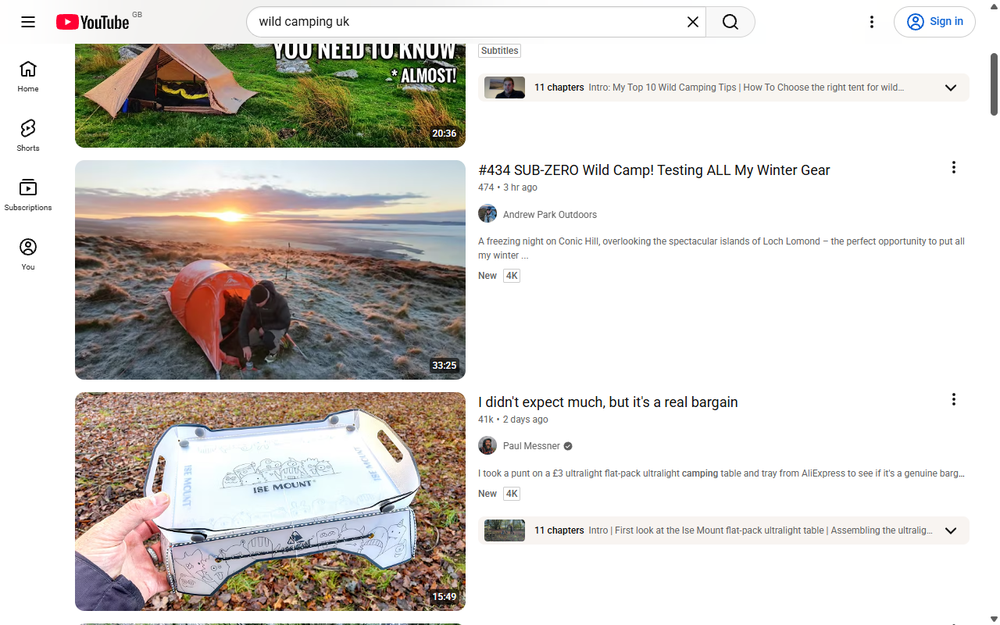 YouTube GB
wild camping uk
Sign in
Home
Shorts
Subscriptions
You
YOU NEED TO KNOW
* ALMOST!
20:36
Subtitles
11 chapters Intro: My Top 10 Wild Camping Tips | How To Choose the right tent for wild...
33:25
#434 SUB-ZERO Wild Camp! Testing ALL My Winter Gear
474 • 3 hr ago
Andrew Park Outdoors
A freezing night on Conic Hill, overlooking the spectacular islands of Loch Lomond – the perfect opportunity to put all
my winter ...
New 4K
ISE MOUNT
ISE MOUNT
ISE MOUNT
15:49
I didn't expect much, but it's a real bargain
41k • 2 days ago
Paul Messner
I took a punt on a £3 ultralight flat-pack ultralight camping table and tray from AliExpress to see if it's a genuine barg...
New 4K
11 chapters Intro | First look at the Ise Mount flat-pack ultralight table | Assembling the ultralig...